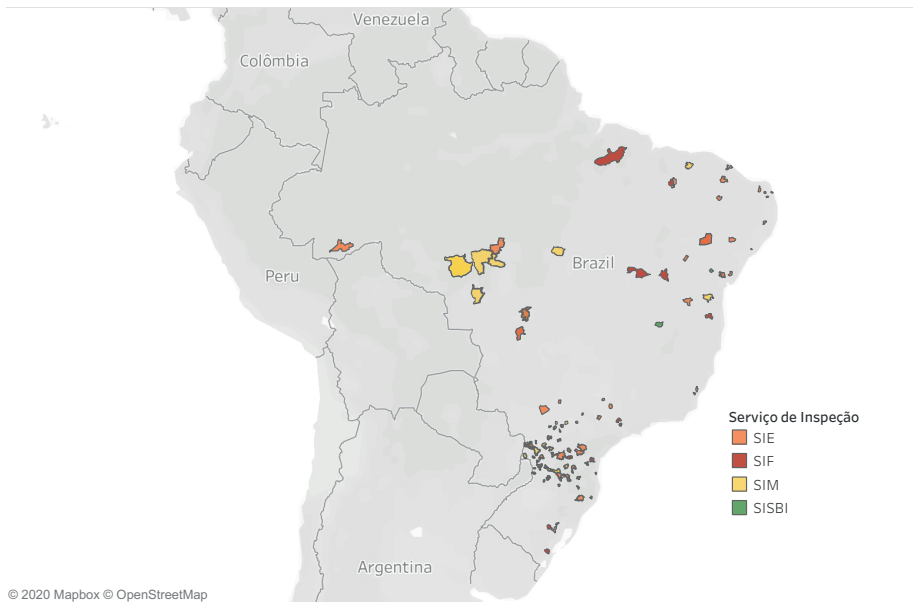 Venezuela
Colômbia
Peru
Brazil
Serviço de Inspeção
SIE
SIF
SIM
SISBI
Argentina
© 2020 Mapbox © OpenStreetMap